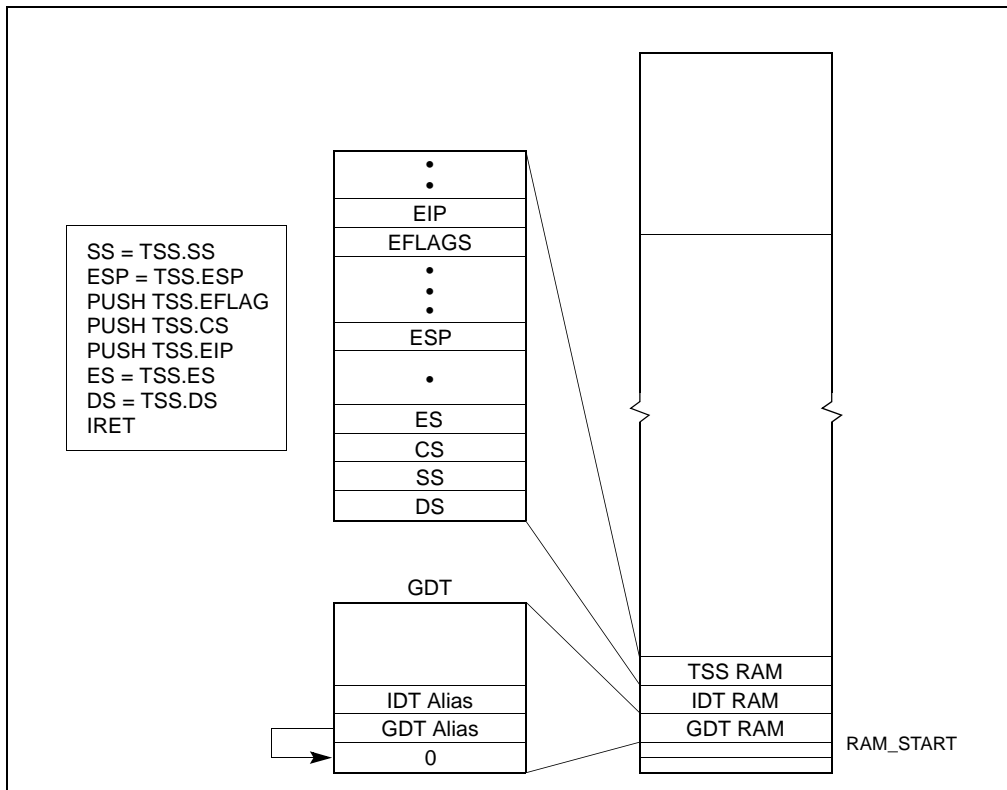 SS = TSS.SS
ESP = TSS.ESP
PUSH TSS.EFLAG
PUSH TSS.CS
PUSH TSS.EIP
ES = TSS.ES
DS = TSS.DS
IRET
EIP
EFLAGS
ESP
ES
CS
SS
DS
GDT
IDT Alias
GDT Alias
0
TSS RAM
IDT RAM
GDT RAM
RAM_START